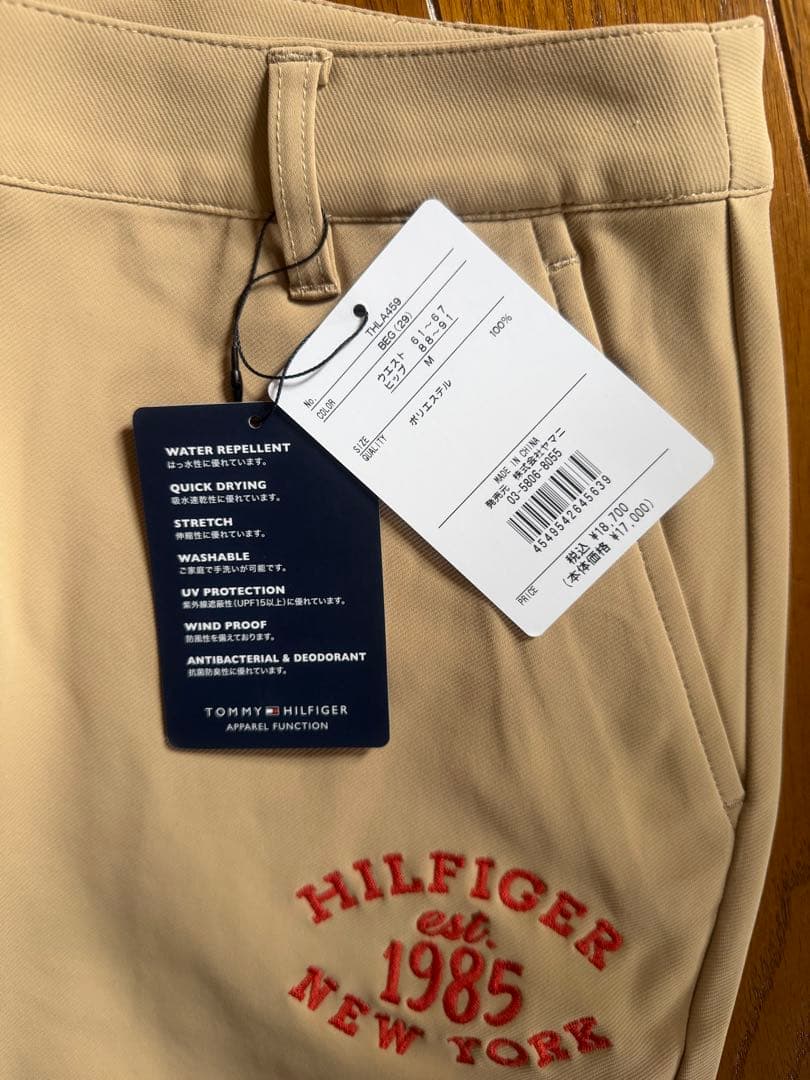 No. THLA459
COLOR BEG(29)
ウエスト 61～67
ヒップ 88～91
SIZE M
QUALITY ポリエステル 100%
MADE IN CHINA
発売元 株式会社ヤマニ
03-5806-8055
4549542645639
税込 ¥18,700
PRICE (本体価格 ¥17,000)
WATER REPELLENT
はっ水性に優れています。
QUICK DRYING
吸水速乾性に優れています。
STRETCH
伸縮性に優れています。
WASHABLE
ご家庭で手洗いが可能です。
UV PROTECTION
紫外線遮蔽性(UPF15以上)に優れています。
WIND PROOF
防風性を備えております。
ANTIBACTERIAL & DEODORANT
抗菌防臭性に優れています。
TOMMY HILFIGER
APPAREL FUNCTION
HILFIGER
est.
1985
NEW YORK